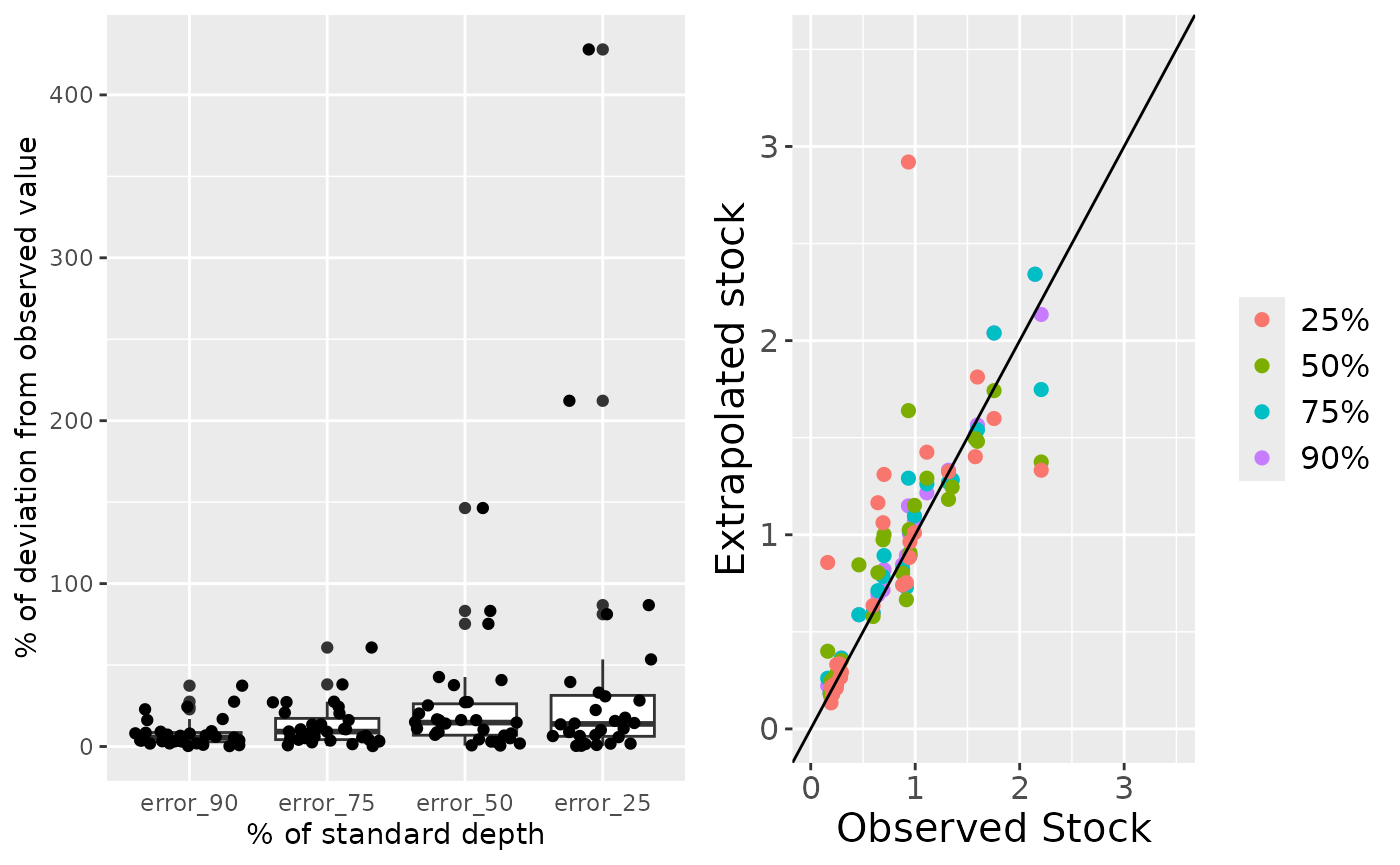 % of deviation from observed value
400
300
200
100
0
error_90 error_75 error_50 error_25
% of standard depth
Extrapolated stock
3
2
1
0
0 1 2 3
Observed Stock
25%
50%
75%
90%